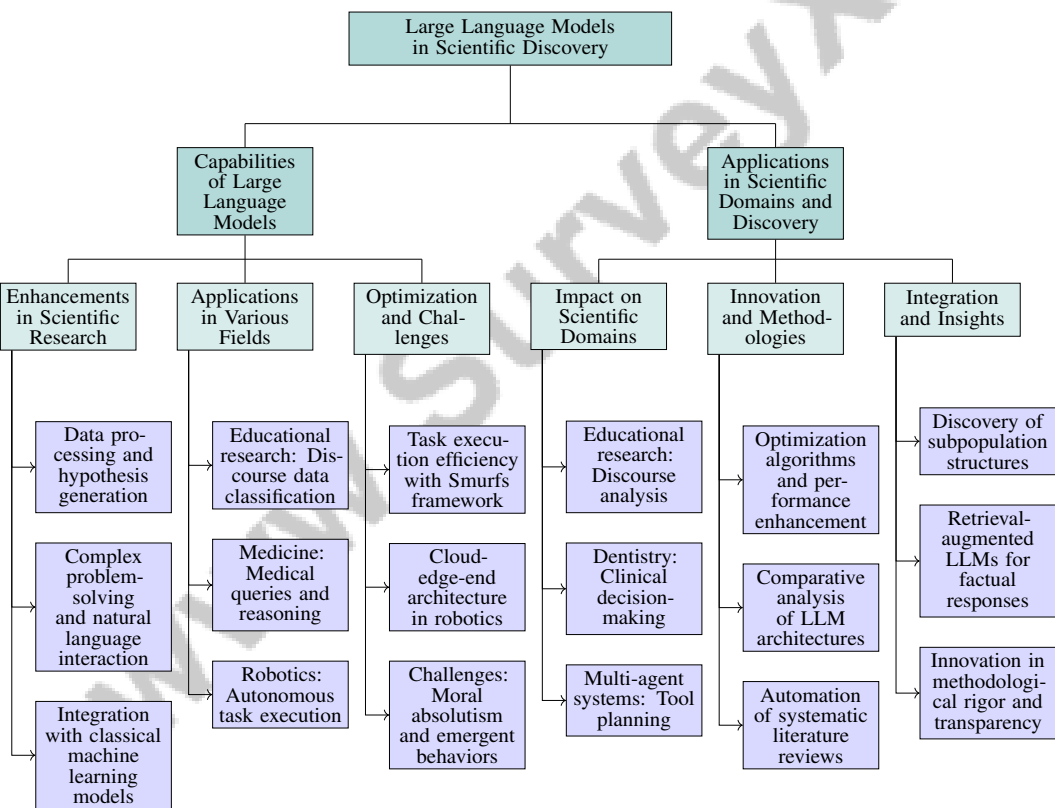 Large Language Models
in Scientific Discovery
Capabilities
of Large
Language
Models
Applications
in Scientific
Domains and
Discovery
Enhancements
in Scientific
Research
Applications
in Various
Fields
Optimization
and Chal-
lenges
Impact on
Scientific
Domains
Innovation
and Method-
ologies
Integration
and Insights
Data pro-
cessing and
hypothesis
generation
Complex
problem-
solving
and natural
language
interaction
Integration
with classical
machine
learning
models
Educational
research: Dis-
course data
classification
Medicine:
Medical
queries and
reasoning
Robotics:
Autonomous
task execution
Task execu-
tion efficiency
with Smurfs
framework
Cloud-
edge-end
architecture
in robotics
Challenges:
Moral
absolutism
and emergent
behaviors
Educational
research:
Discourse
analysis
Dentistry:
Clinical
decision-
making
Multi-agent
systems: Tool
planning
Optimization
algorithms
and per-
formance
enhancement
Comparative
analysis
of LLM
architectures
Automation
of systematic
literature
reviews
Discovery of
subpopulation
structures
Retrieval-
augmented
LLMs for
factual
responses
Innovation in
methodologi-
cal rigor and
transparency
www.Surveyx